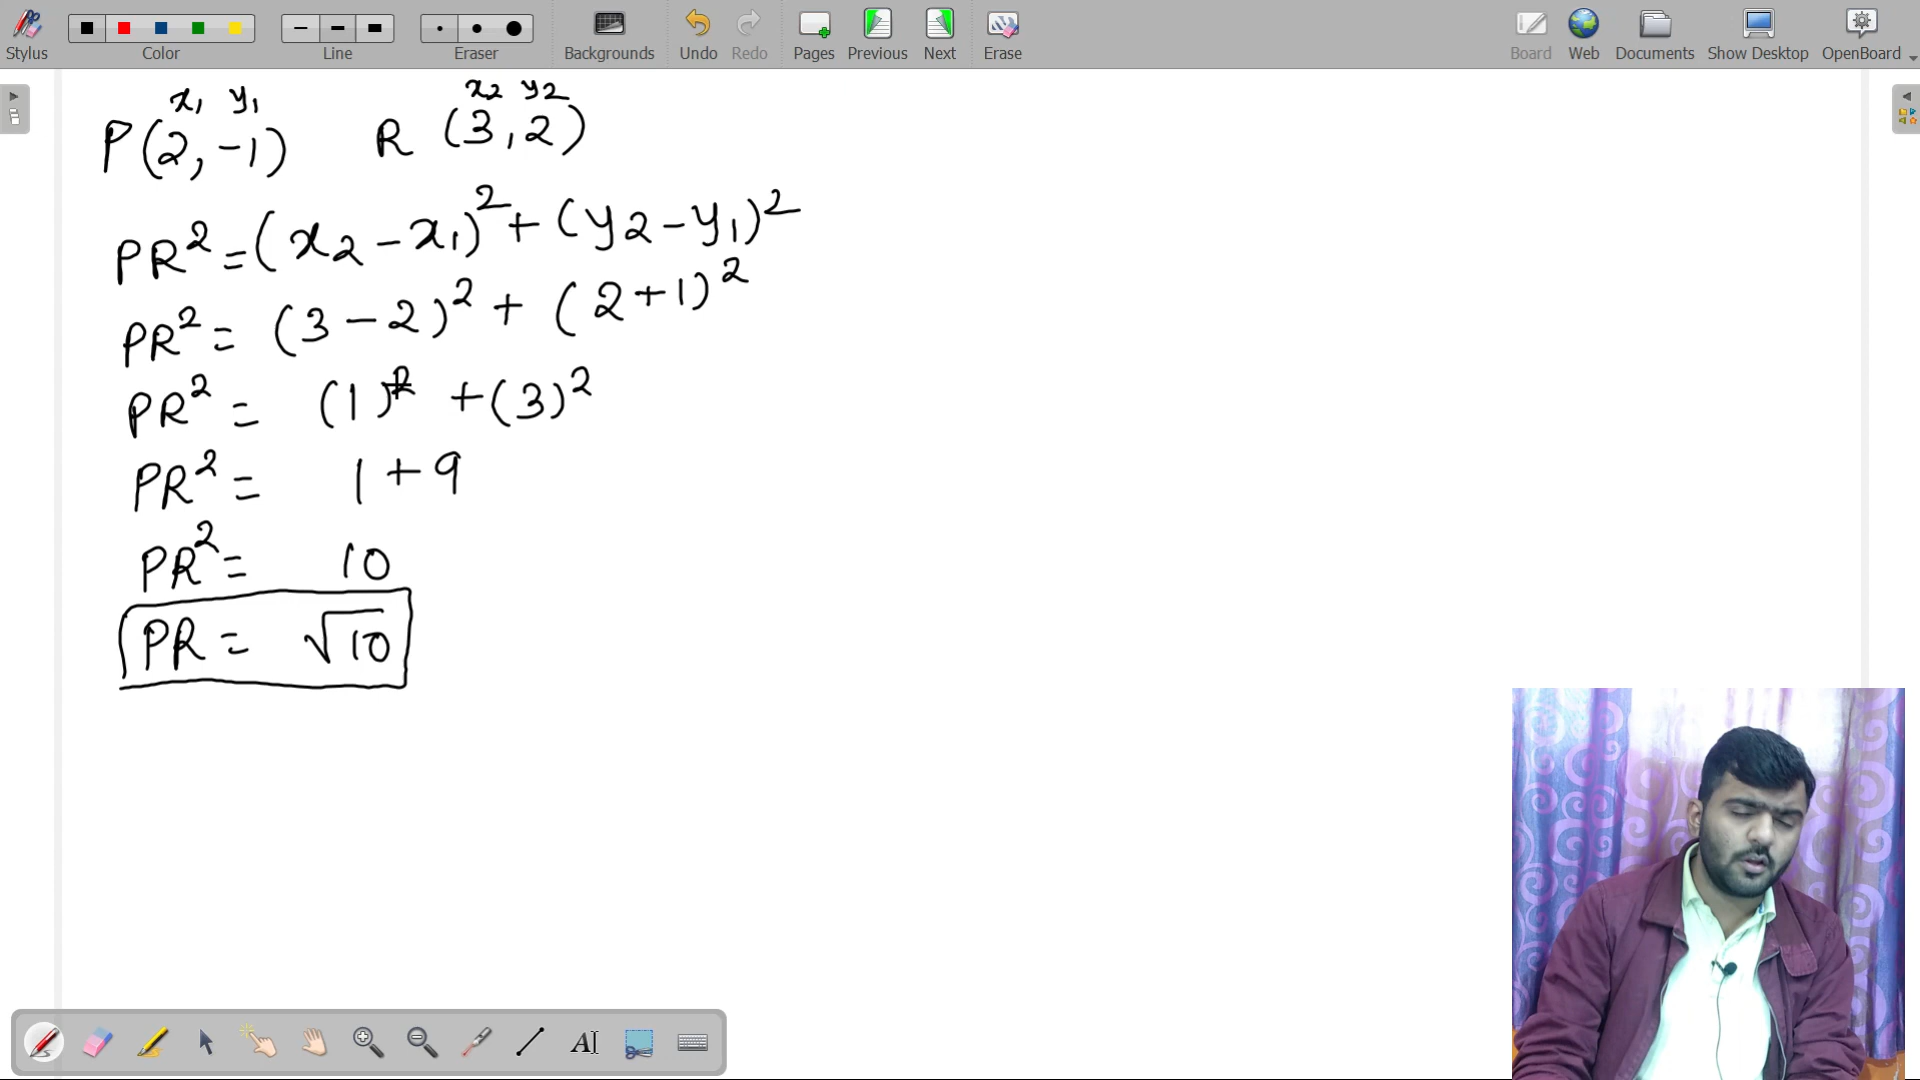 Stylus Color Line Eraser Backgrounds Undo Redo Pages Previous Next Erase Board Web Documents Show Desktop OpenBoard
x₁ y₁ x₂ y₂
P(2, -1) R (3, 2)
PR² = (x₂ - x₁)² + (y₂ - y₁)²
PR² = (3 - 2)² + (2+1)²
PR² = (1)² + (3)²
PR² = 1 + 9
PR² = 10
PR = √10
AI